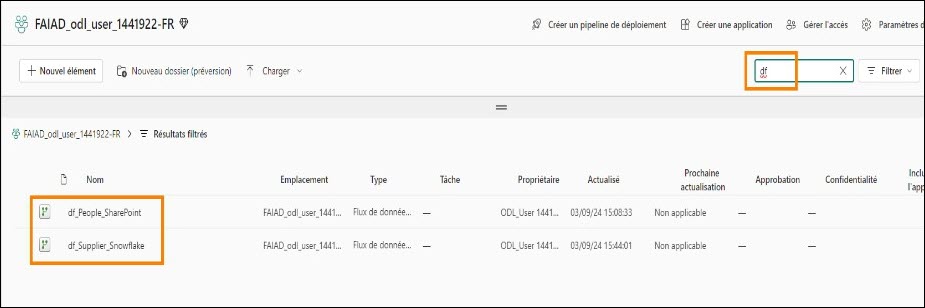 FAIAD_odl_user_1441922-FR
Créer un pipeline de déploiement Créer une application Gérer l'accès Paramètres d
+ Nouvel élément Nouveau dossier (préversion) Charger df X Filtrer
FAIAD_odl_user_1441922-FR > Résultats filtrés
Nom Emplacement Type Tâche Propriétaire Actualisé Prochaine actualisation Approbation Confidentialité Inclu l'app
df_People_SharePoint FAIAD_odl_user_1441... Flux de donnée... — ODL_User 1441... 03/09/24 15:08:33 Non applicable — —
df_Supplier_Snowflake FAIAD_odl_user_1441... Flux de donnée... — ODL_User 1441... 03/09/24 15:44:01 Non applicable — —